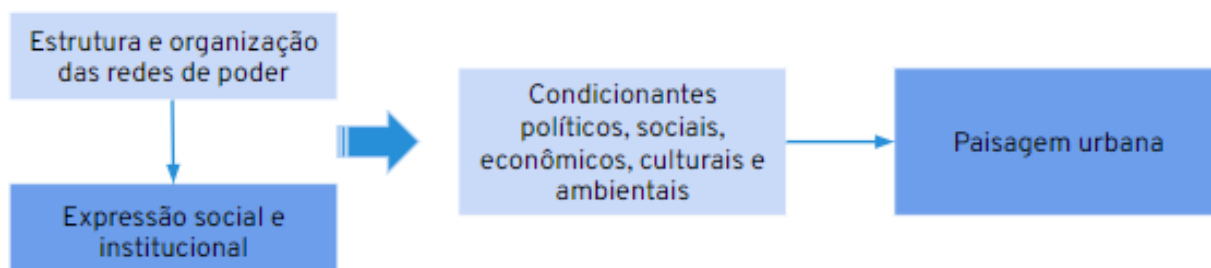 Estrutura e organização
das redes de poder
Expressão social e
institucional
Condicionantes
políticos, sociais,
econômicos, culturais e
ambientais
Paisagem urbana